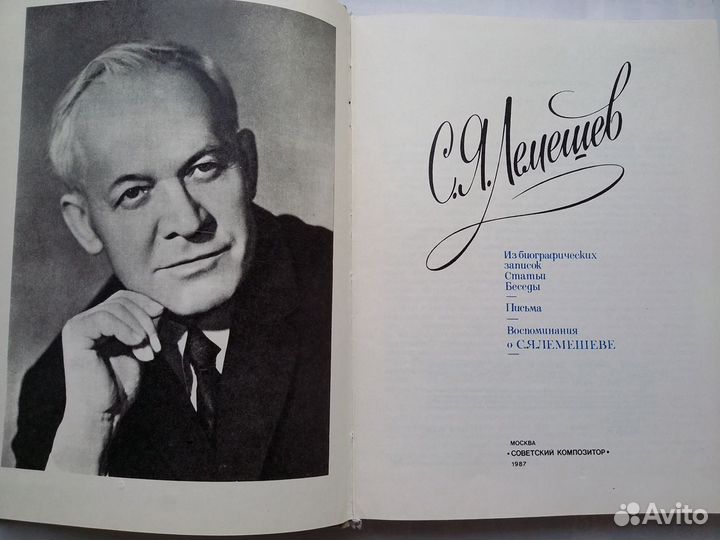 С.Я. Лемешев
Из биографических
записок
Статьи
Беседы
Письма
Воспоминания
о С.Я.ЛЕМЕШЕВЕ
МОСКВА
«СОВЕТСКИЙ КОМПОЗИТОР»
1987
Avito